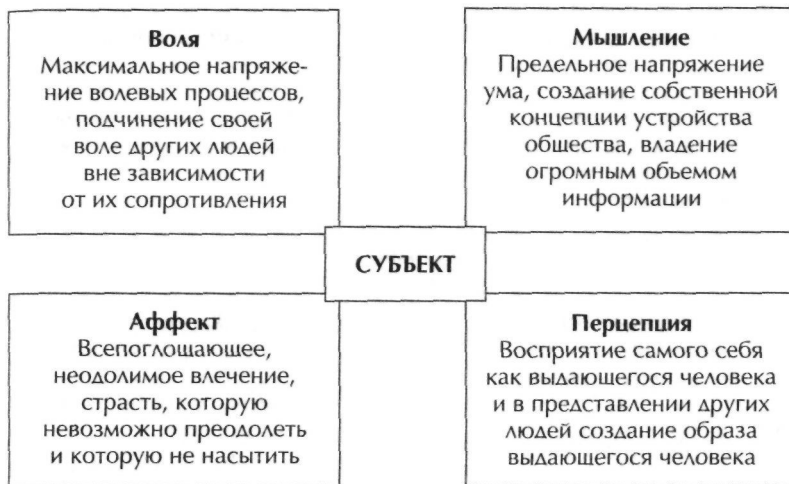 Воля
Максимальное напряже-
ние волевых процессов,
подчинение своей
воле других людей
вне зависимости
от их сопротивления
Мышление
Предельное напряжение
ума, создание собственной
концепции устройства
общества, владение
огромным объемом
информации
СУБЪЕКТ
Аффект
Всепоглощающее,
неодолимое влечение,
страсть, которую
невозможно преодолеть
и которую не насытить
Перцепция
Восприятие самого себя
как выдающегося человека
и в представлении других
людей создание образа
выдающегося человека